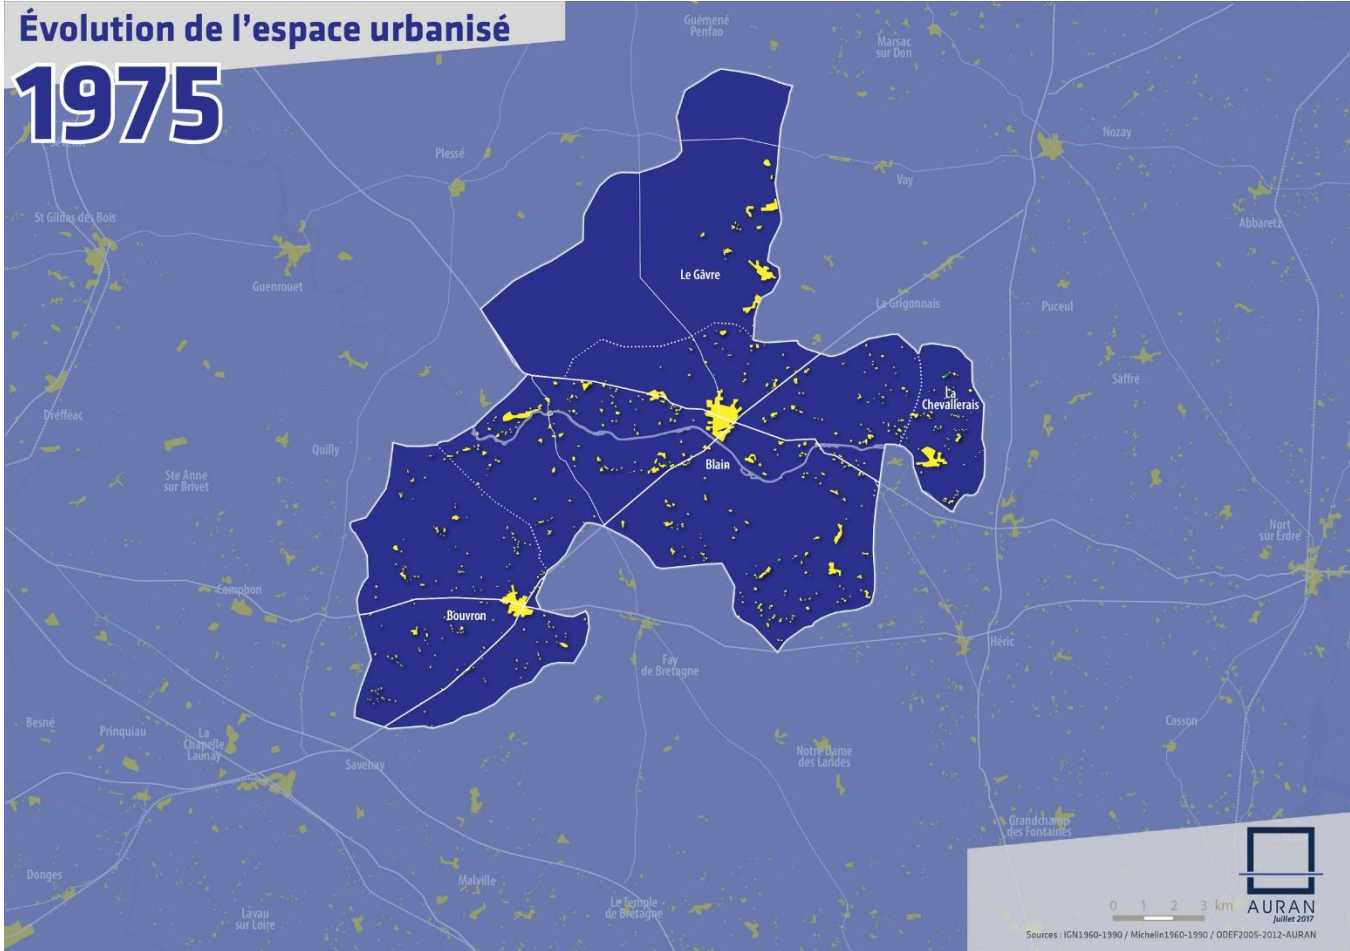 Évolution de l'espace urbanisé
1975
Guémené
Penfao
Marsac
sur Don
Nozay
Plessé
Vay
St Gildas des Bois
Abbaretz
Le Gâvre
Guenrouet
La Grigonnais
Puceul
Saffré
La
Chevallerais
Dréfféac
Quilly
Blain
Ste Anne
sur Brivet
Nort
sur Erdre
Campbon
Bouvron
Héric
Fay
de Bretagne
Besné
Prinquiau
La
Chapelle
Launay
Savenay
Notre Dame
des Landes
Casson
Grandchamp
des Fontaines
Donges
Malville
Le Temple
de Bretagne
Lavau
sur Loire
0 1 2 3 km
AURAN
Juillet 2017
Sources : IGN1960-1990 / Michelin1960-1990 / ODEF2005-2012-AURAN